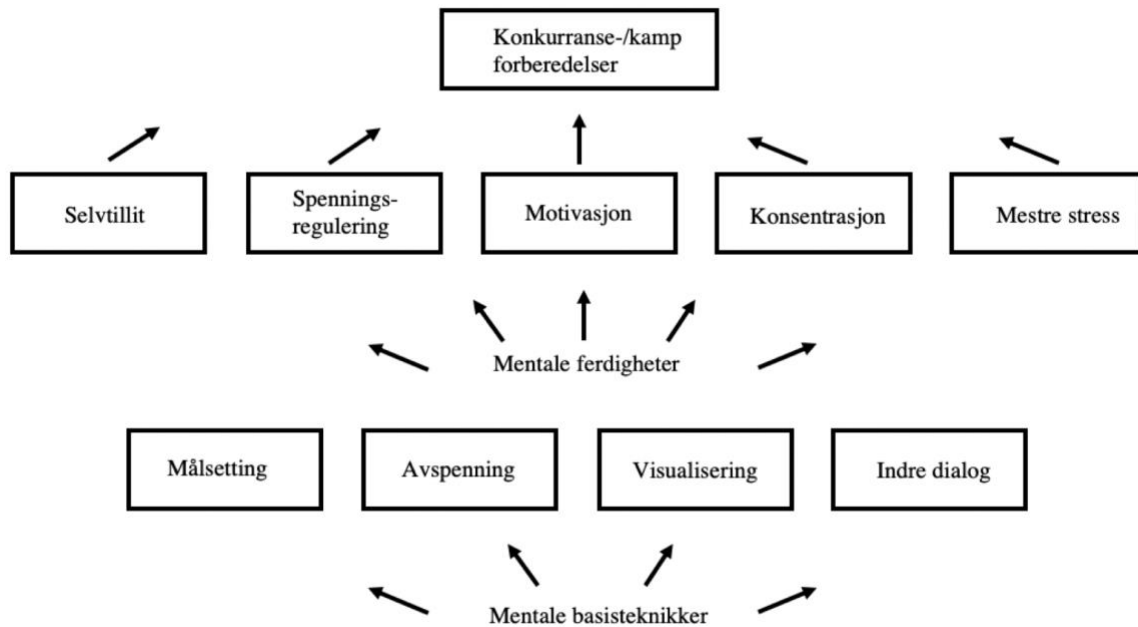 Konkurranse-/kamp
forberedelser
Selvtillit
Spennings-
regulering
Motivasjon
Konsentrasjon
Mestre stress
Mentale ferdigheter
Målsetting
Avspenning
Visualisering
Indre dialog
Mentale basisteknikker